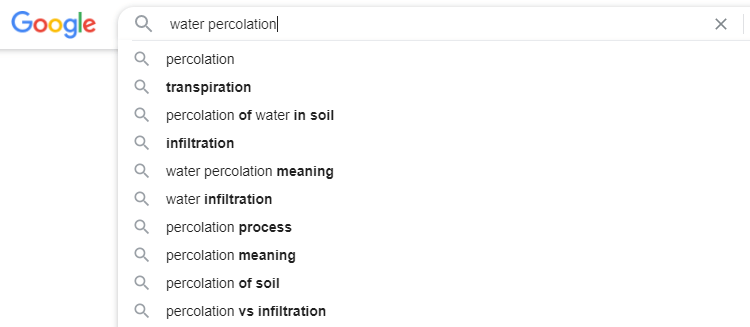 Google
water percolation
percolation
transpiration
percolation of water in soil
infiltration
water percolation meaning
water infiltration
percolation process
percolation meaning
percolation of soil
percolation vs infiltration